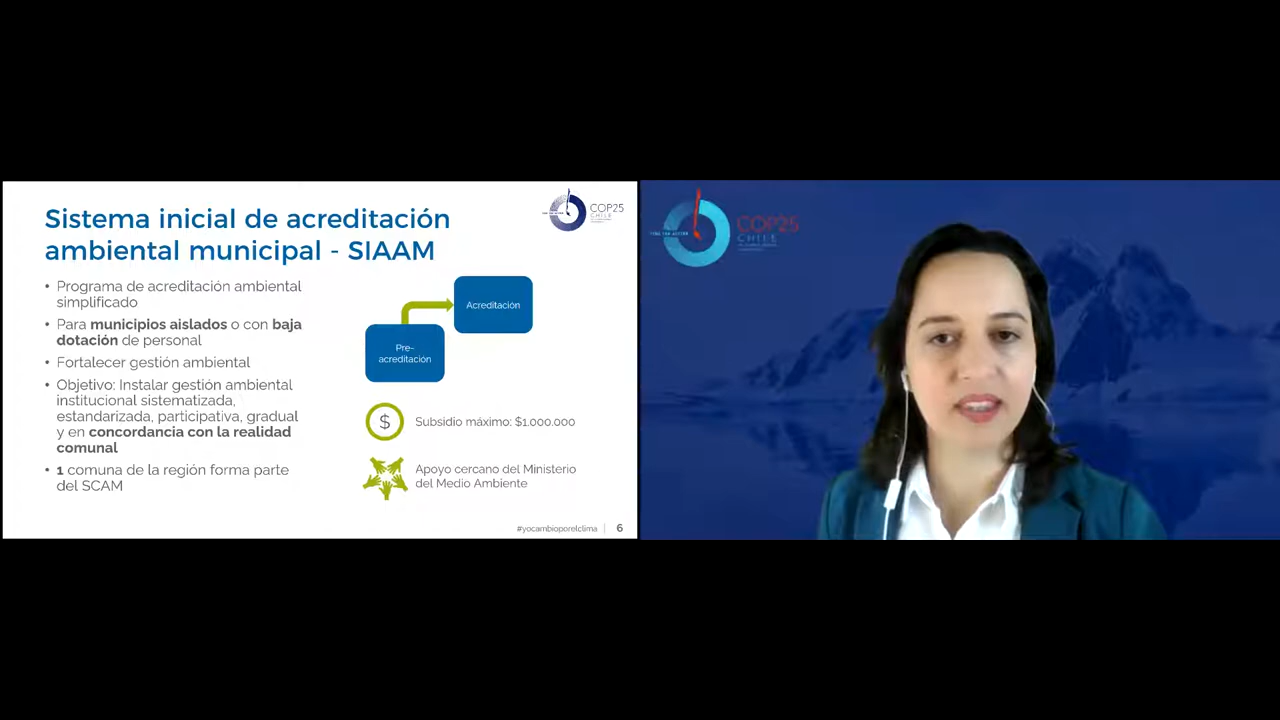 Sistema inicial de acreditación
ambiental municipal - SIAAM
COP25
CHILE
• Programa de acreditación ambiental
simplificado
• Para municipios aislados o con baja
dotación de personal
• Fortalecer gestión ambiental
• Objetivo: Instalar gestión ambiental
institucional sistematizada,
estandarizada, participativa, gradual
y en concordancia con la realidad
comunal
• 1 comuna de la región forma parte
del SCAM
Acreditación
Pre-
acreditación
$
Subsidio máximo: $1.000.000
Apoyo cercano del Ministerio
del Medio Ambiente
#yocambioporelclima
6
COP25
CHILE